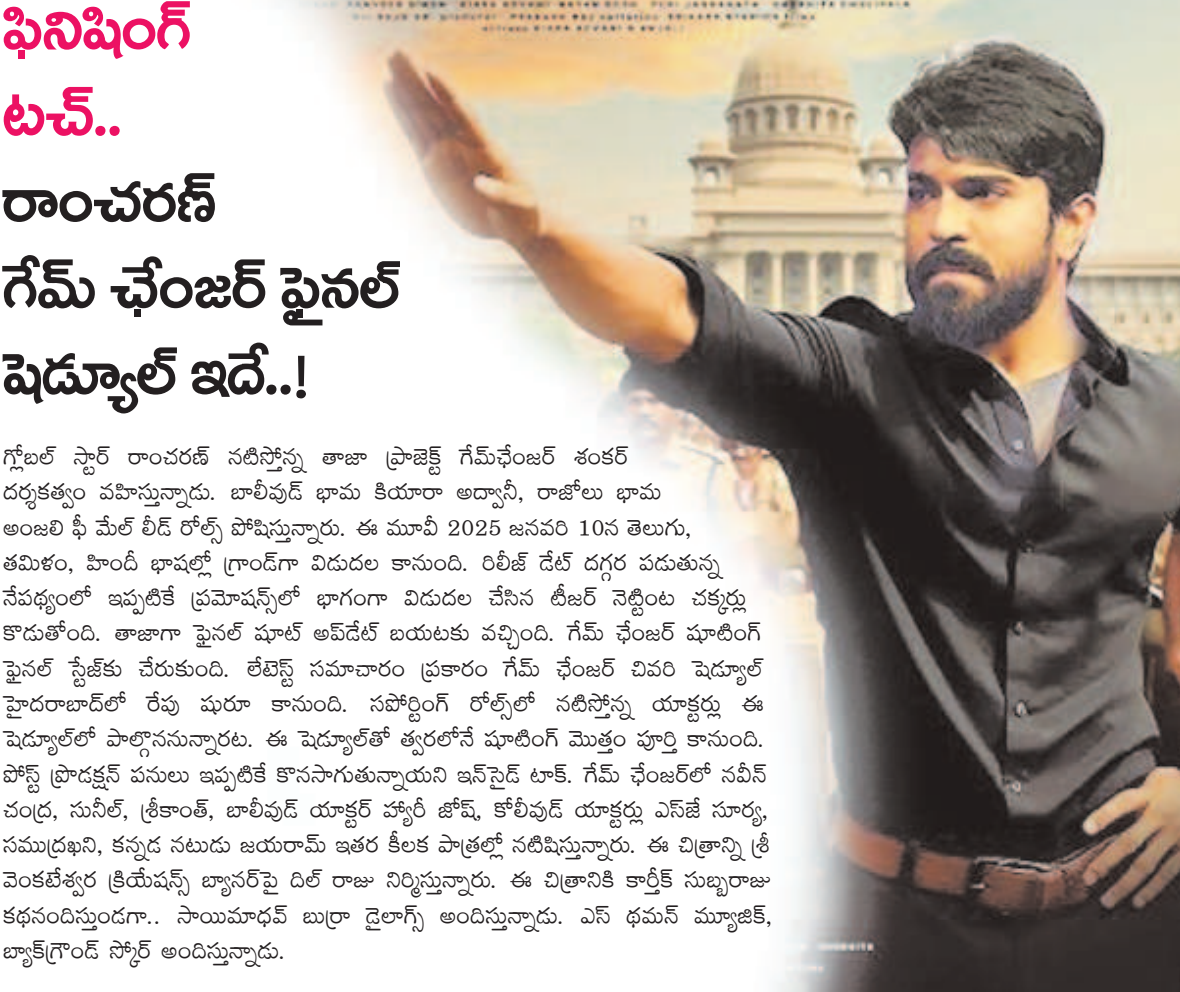 ఫినిషింగ్
టచ్..
రాంచరణ్
గేమ్ ఛేంజర్ ఫైనల్
షెడ్యూల్ ఇదే..!
గ్లోబల్ స్టార్ రాంచరణ్ నటిస్తోన్న తాజా ప్రాజెక్ట్ గేమ్‌ఛేంజర్ శంకర్
దర్శకత్వం వహిస్తున్నాడు. బాలీవుడ్ భామ కియారా అద్వానీ, రాజోలు భామ
అంజలి ఫీ మేల్ లీడ్ రోల్స్ పోషిస్తున్నారు. ఈ మూవీ 2025 జనవరి 10న తెలుగు,
తమిళం, హిందీ భాషల్లో గ్రాండ్‌గా విడుదల కానుంది. రిలీజ్ డేట్ దగ్గర పడుతున్న
నేపథ్యంలో ఇప్పటికే ప్రమోషన్స్‌లో భాగంగా విడుదల చేసిన టీజర్ నెట్టింట చక్కర్లు
కొడుతోంది. తాజాగా ఫైనల్ షూట్ అప్‌డేట్ బయటకు వచ్చింది. గేమ్ ఛేంజర్ షూటింగ్
ఫైనల్ స్టేజ్‌కు చేరుకుంది. లేటెస్ట్ సమాచారం ప్రకారం గేమ్ ఛేంజర్ చివరి షెడ్యూల్
హైదరాబాద్‌లో రేపు షురూ కానుంది. సపోర్టింగ్ రోల్స్‌లో నటిస్తోన్న యాక్టర్లు ఈ
షెడ్యూల్‌లో పాల్గొననున్నారట. ఈ షెడ్యూల్‌తో త్వరలోనే షూటింగ్ మొత్తం పూర్తి కానుంది.
పోస్ట్ ప్రొడక్షన్ పనులు ఇప్పటికే కొనసాగుతున్నాయని ఇన్‌సైడ్ టాక్. గేమ్ ఛేంజర్‌లో నవీన్
చంద్ర, సునీల్, శ్రీకాంత్, బాలీవుడ్ యాక్టర్ హ్యారీ జోష్, కోలీవుడ్ యాక్టర్లు ఎస్‌జే సూర్య,
సముద్రఖని, కన్నడ నటుడు జయరామ్ ఇతర కీలక పాత్రల్లో నటిస్తున్నారు. ఈ చిత్రాన్ని శ్రీ
వెంకటేశ్వర క్రియేషన్స్ బ్యానర్‌పై దిల్ రాజు నిర్మిస్తున్నారు. ఈ చిత్రానికి కార్తీక్ సుబ్బరాజు
కథనందిస్తుండగా.. సాయిమాధవ్ బుర్రా డైలాగ్స్ అందిస్తున్నాడు. ఎస్ థమన్ మ్యూజిక్,
బ్యాక్‌గ్రౌండ్ స్కోర్ అందిస్తున్నాడు.